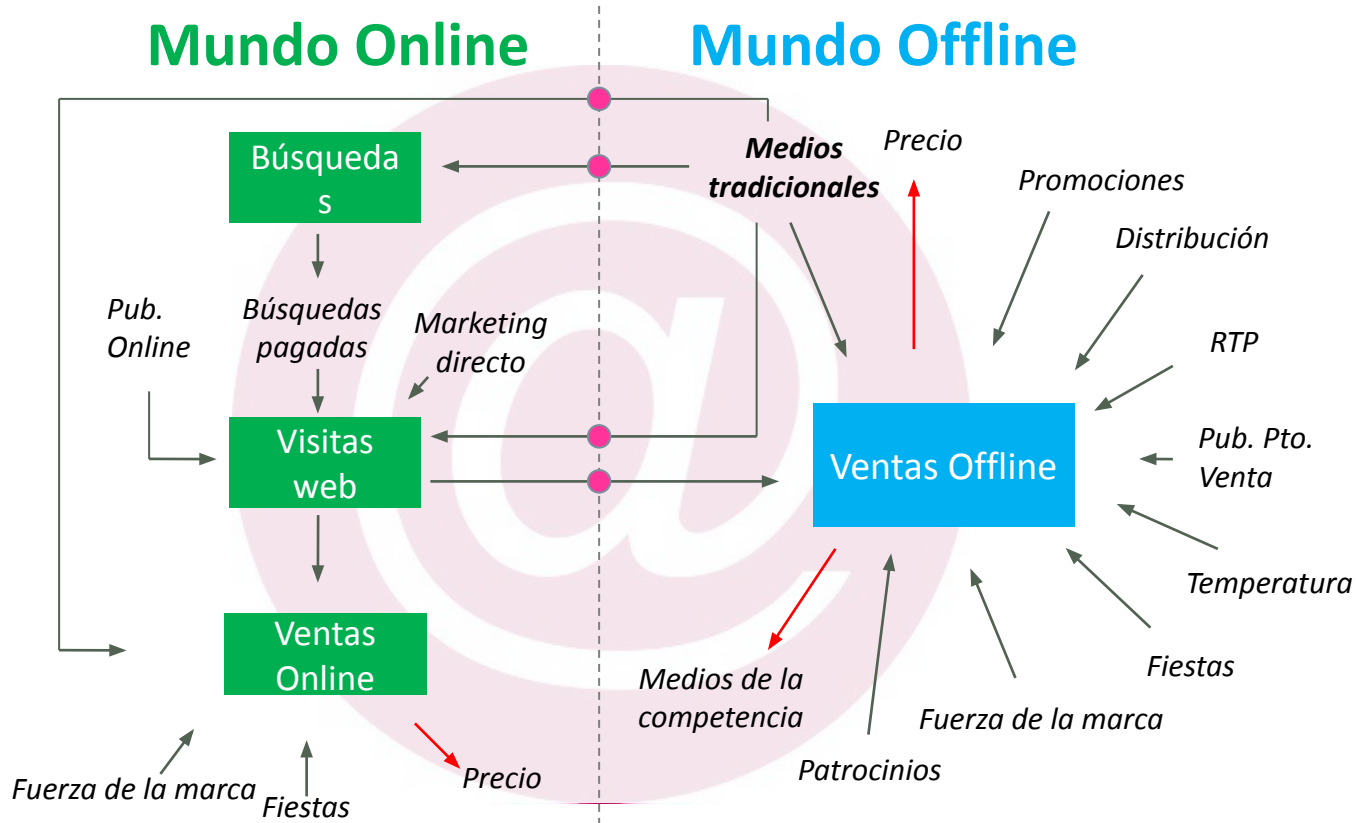 Mundo Online
Mundo Offline
Búsqueda
s
Medios
tradicionales
Precio
Promociones
Distribución
Pub.
Online
Búsquedas
pagadas
Marketing
directo
RTP
Visitas
web
Ventas Offline
Pub. Pto.
Venta
Temperatura
Ventas
Online
Medios de la
competencia
Fiestas
Fuerza de la marca
Patrocinios
Precio
Fuerza de la marca
Fiestas
@